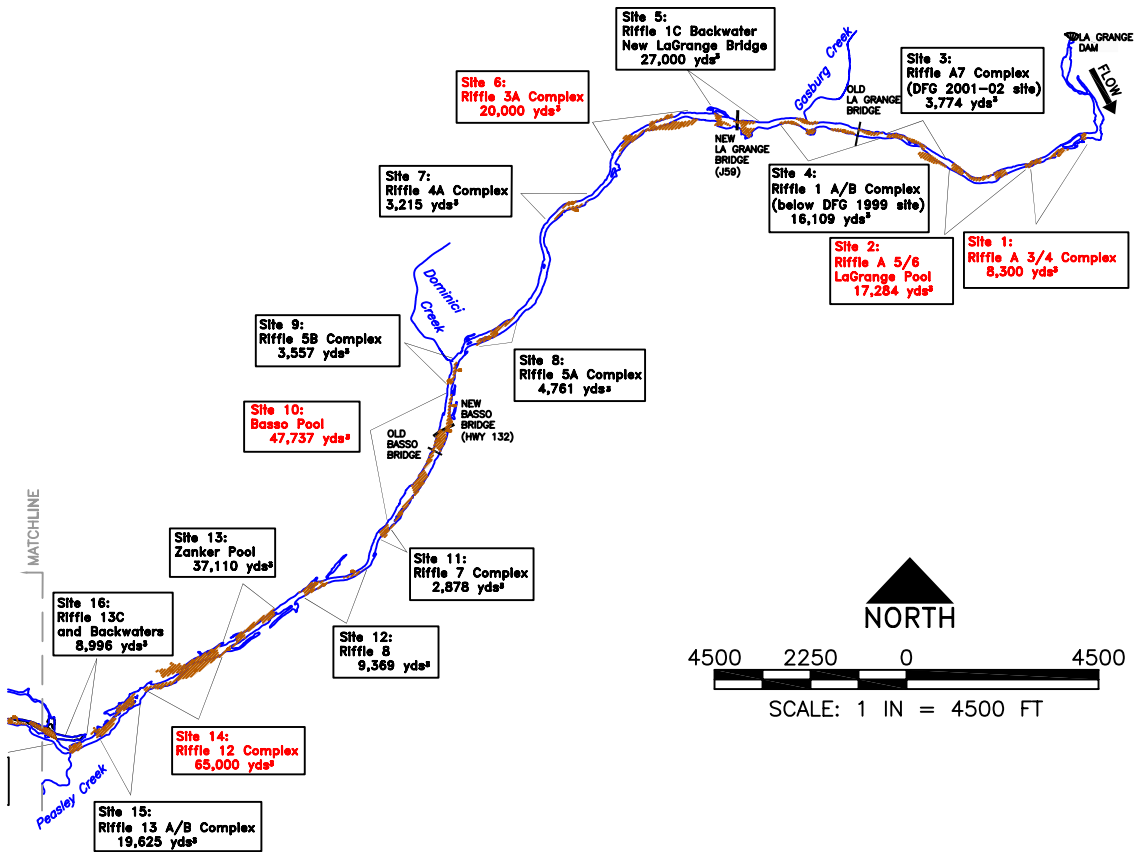 Site 5:
Riffle 1C Backwater
New LaGrange Bridge
27,000 yds³
Gasburg Creek
LA GRANGE
DAM
FLOW
Site 3:
Riffle A7 Complex
(DFG 2001-02 site)
3,774 yds³
Site 6:
Riffle 3A Complex
20,000 yds³
OLD
LA GRANGE
BRIDGE
NEW
LA GRANGE
BRIDGE
(J59)
Site 7:
Riffle 4A Complex
3,215 yds³
Site 4:
Riffle 1 A/B Complex
(below DFG 1999 site)
16,109 yds³
Site 2:
Riffle A 5/6
LaGrange Pool
17,284 yds³
Site 1:
Riffle A 3/4 Complex
8,300 yds³
Dominici
Creek
Site 9:
Riffle 5B Complex
3,557 yds³
Site 8:
Riffle 5A Complex
4,761 yds³
Site 10:
Basso Pool
47,737 yds³
NEW
BASSO
BRIDGE
(HWY 132)
OLD
BASSO
BRIDGE
MATCHLINE
Site 13:
Zanker Pool
37,110 yds³
Site 11:
Riffle 7 Complex
2,878 yds³
Site 16:
Riffle 13C
and Backwaters
8,996 yds³
Site 12:
Riffle 8
9,369 yds³
NORTH
4500 2250 0 4500
SCALE: 1 IN = 4500 FT
Site 14:
Riffle 12 Complex
65,000 yds³
Peasley Creek
Site 15:
Riffle 13 A/B Complex
19,625 yds³